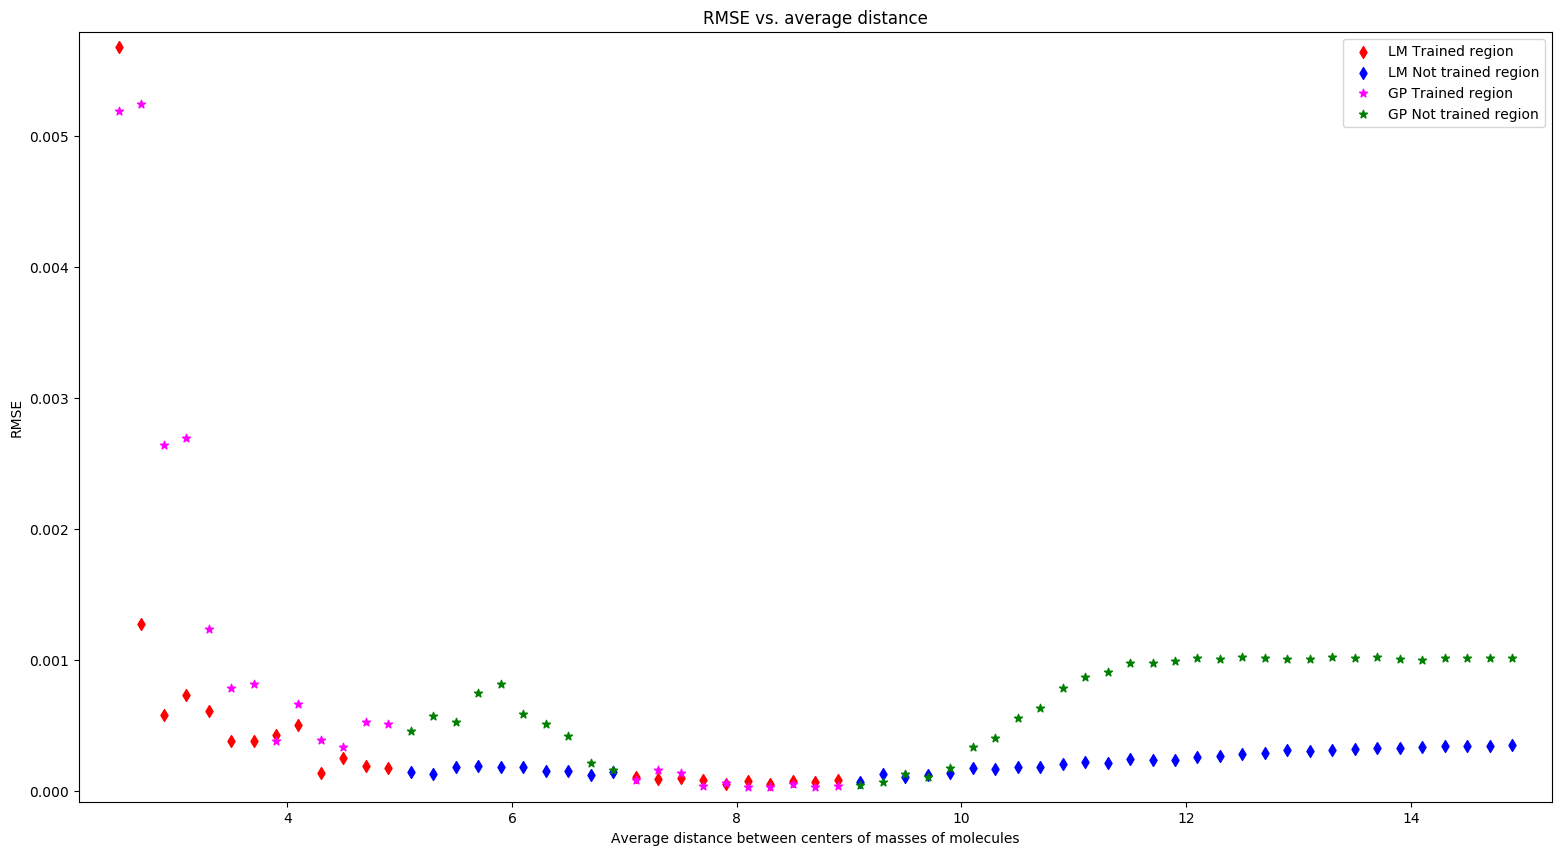 RMSE vs. average distance
LM Trained region
LM Not trained region
GP Trained region
GP Not trained region
0.005
0.004
0.003
0.002
0.001
0.000
RMSE
4 6 8 10 12 14
Average distance between centers of masses of molecules